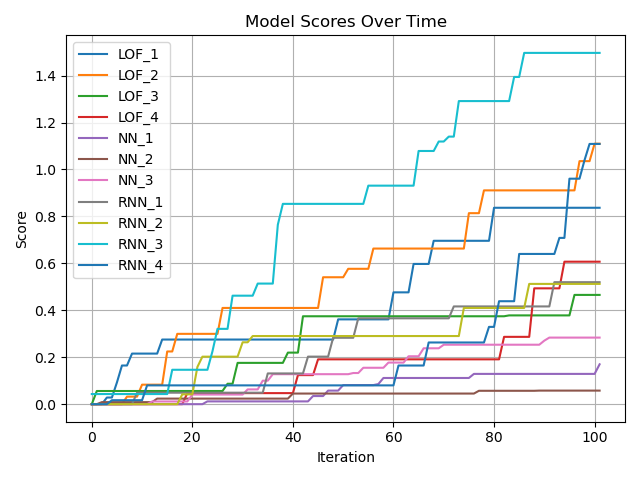 Model Scores Over Time
LOF_1
LOF_2
LOF_3
LOF_4
NN_1
NN_2
NN_3
RNN_1
RNN_2
RNN_3
RNN_4
Score
1.4
1.2
1.0
0.8
0.6
0.4
0.2
0.0
0 20 40 60 80 100
Iteration